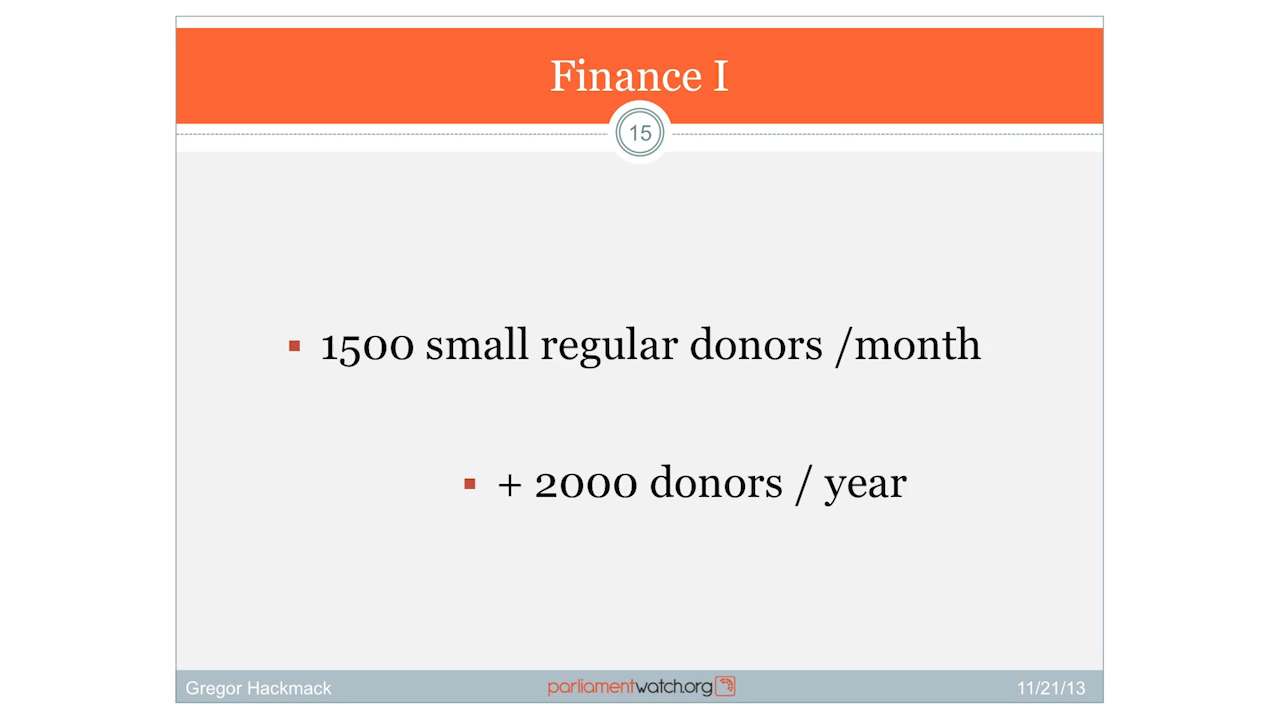 Finance I
15
▪ 1500 small regular donors /month
▪ + 2000 donors / year
Gregor Hackmack
parliamentwatch.org
11/21/13